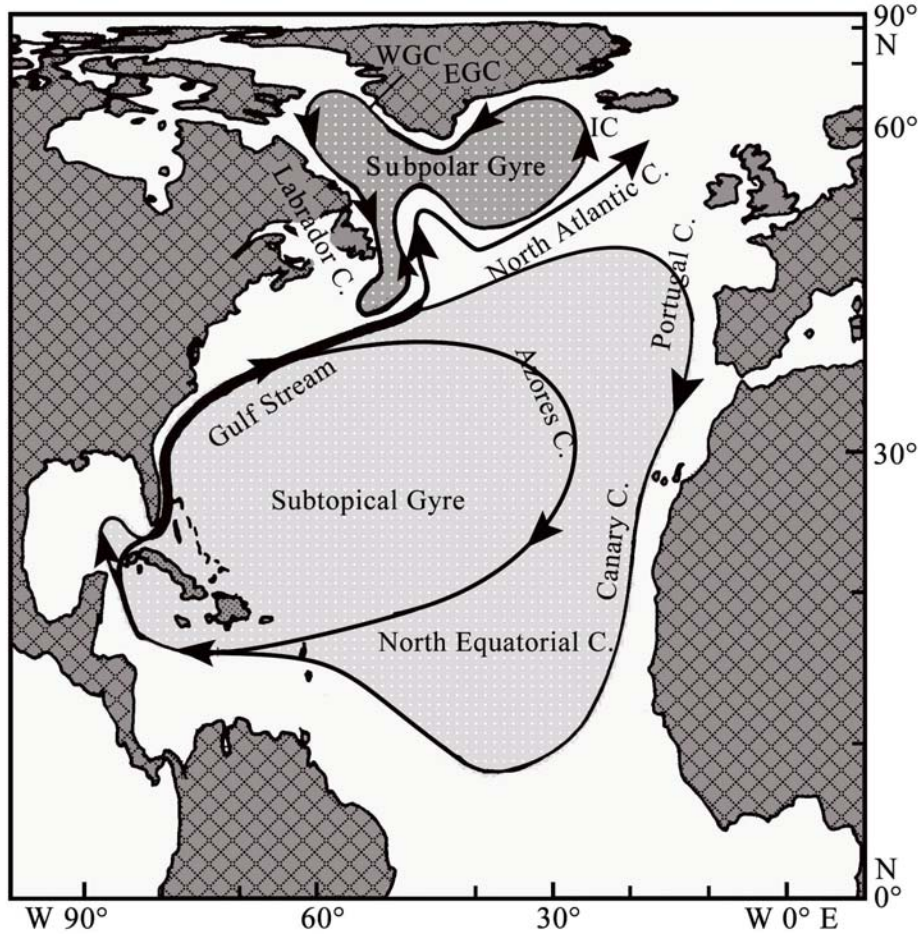 90°
N
WGC
EGC
60°
IC
Subpolar Gyre
Labrador C.
North Atlantic C.
Portugal C.
Azores C.
Gulf Stream
30°
Subtopical Gyre
Canary C.
North Equatorial C.
N
0°
W 90°
60°
30°
W 0° E